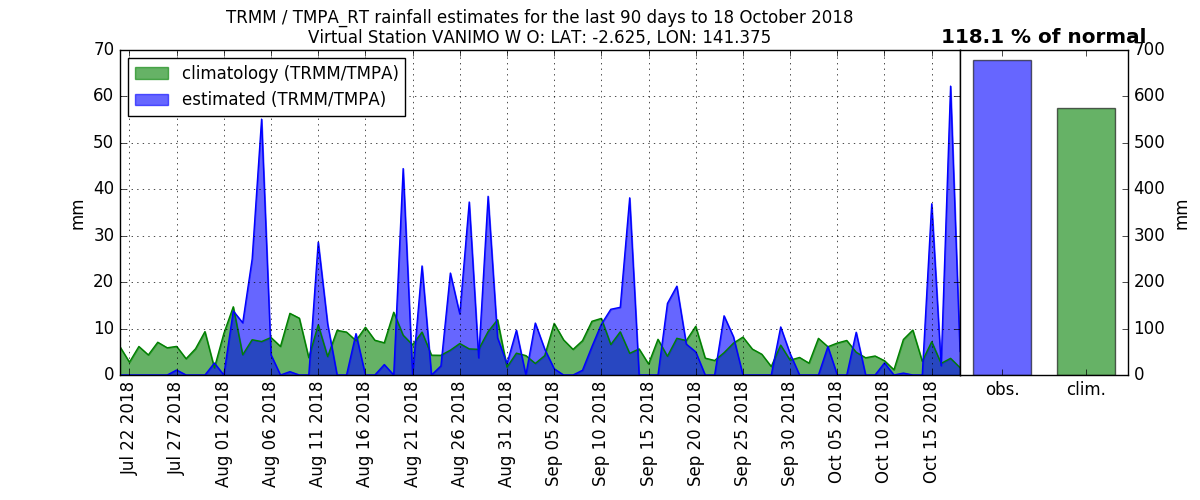 TRMM / TMPA_RT rainfall estimates for the last 90 days to 18 October 2018
Virtual Station VANIMO W O: LAT: -2.625, LON: 141.375
118.1 % of normal
climatology (TRMM/TMPA)
estimated (TRMM/TMPA)
mm
70
60
50
40
30
20
10
0
Jul 22 2018
Jul 27 2018
Aug 01 2018
Aug 06 2018
Aug 11 2018
Aug 16 2018
Aug 21 2018
Aug 26 2018
Aug 31 2018
Sep 05 2018
Sep 10 2018
Sep 15 2018
Sep 20 2018
Sep 25 2018
Sep 30 2018
Oct 05 2018
Oct 10 2018
Oct 15 2018
obs.
clim.
700
600
500
400
300
200
100
0
mm